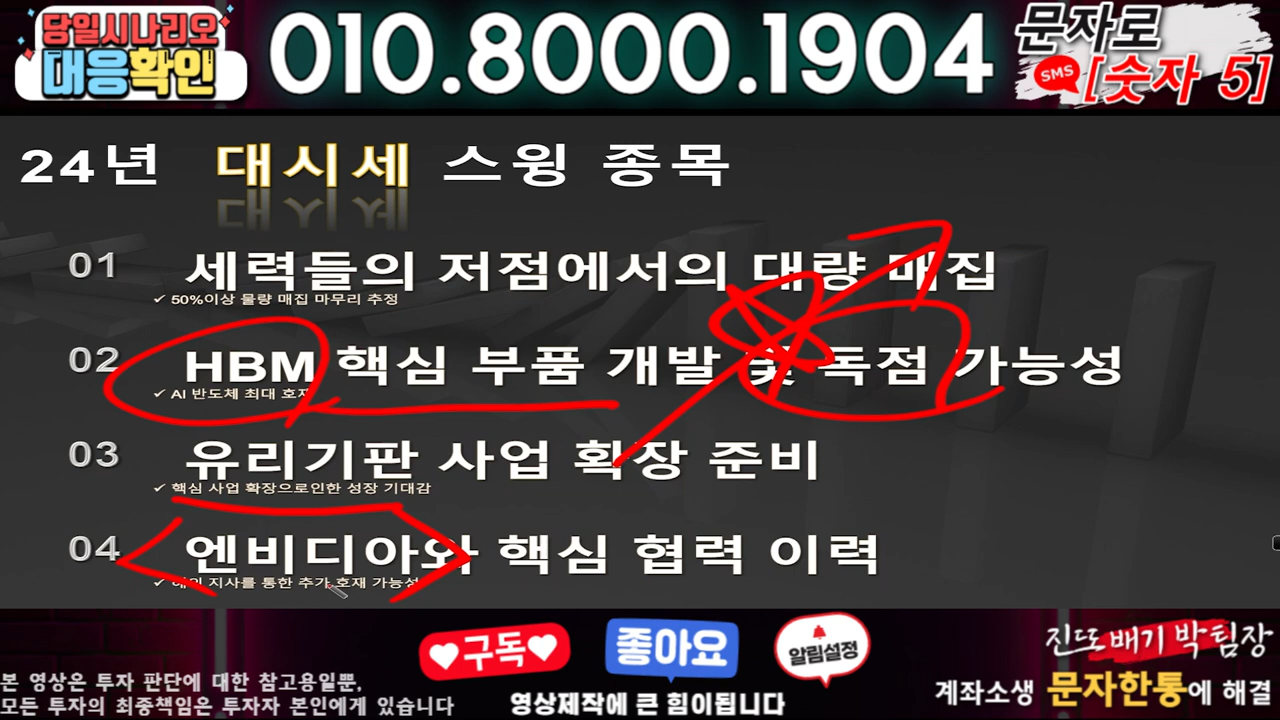 당일시나리오
대응확인
010.8000.1904
문자로
SMS
[숫자 5]
24년 대시세 스윙 종목
01 세력들의 저점에서의 대량 매집
✓ 50%이상 물량 매집 마무리 추정
02 HBM 핵심 부품 개발 및 독점 가능성
✓ AI 반도체 최대 호재
03 유리기판 사업 확장 준비
✓ 핵심 사업 확장으로인한 성장 기대감
04 엔비디아와 핵심 협력 이력
✓ 해외 지사를 통한 추가 호재 가능성
구독
좋아요
알림설정
영상제작에 큰 힘이됩니다
본 영상은 투자 판단에 대한 참고용일뿐,
모든 투자의 최종책임은 투자자 본인에게 있습니다
진또배기 박팀장
계좌소생 문자한통에 해결